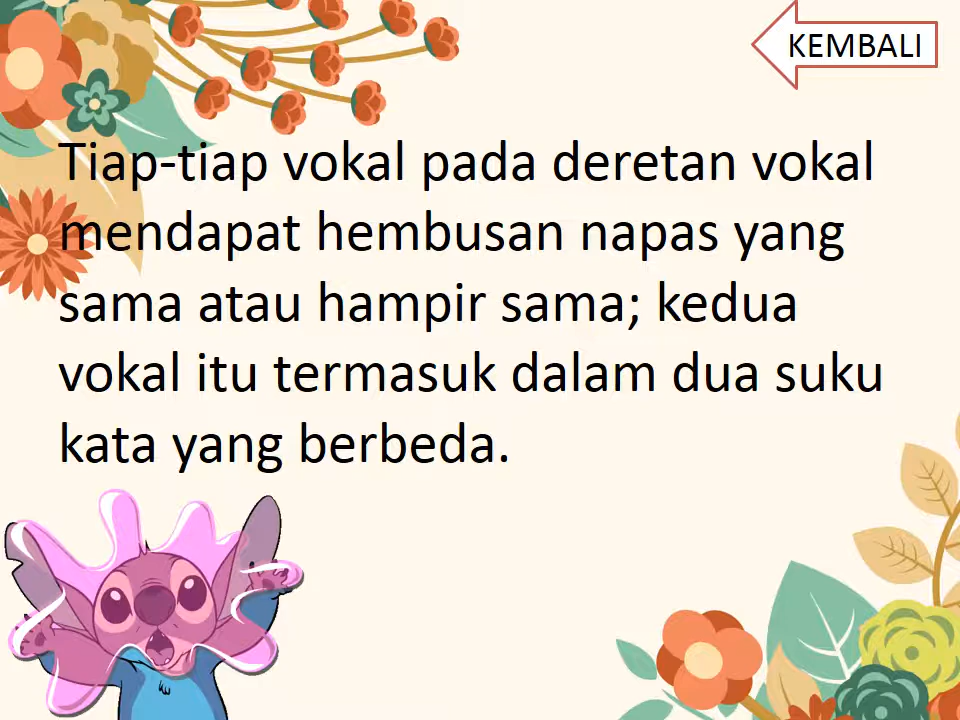 KEMBALI
Tiap-tiap vokal pada deretan vokal
mendapat hembusan napas yang
sama atau hampir sama; kedua
vokal itu termasuk dalam dua suku
kata yang berbeda.